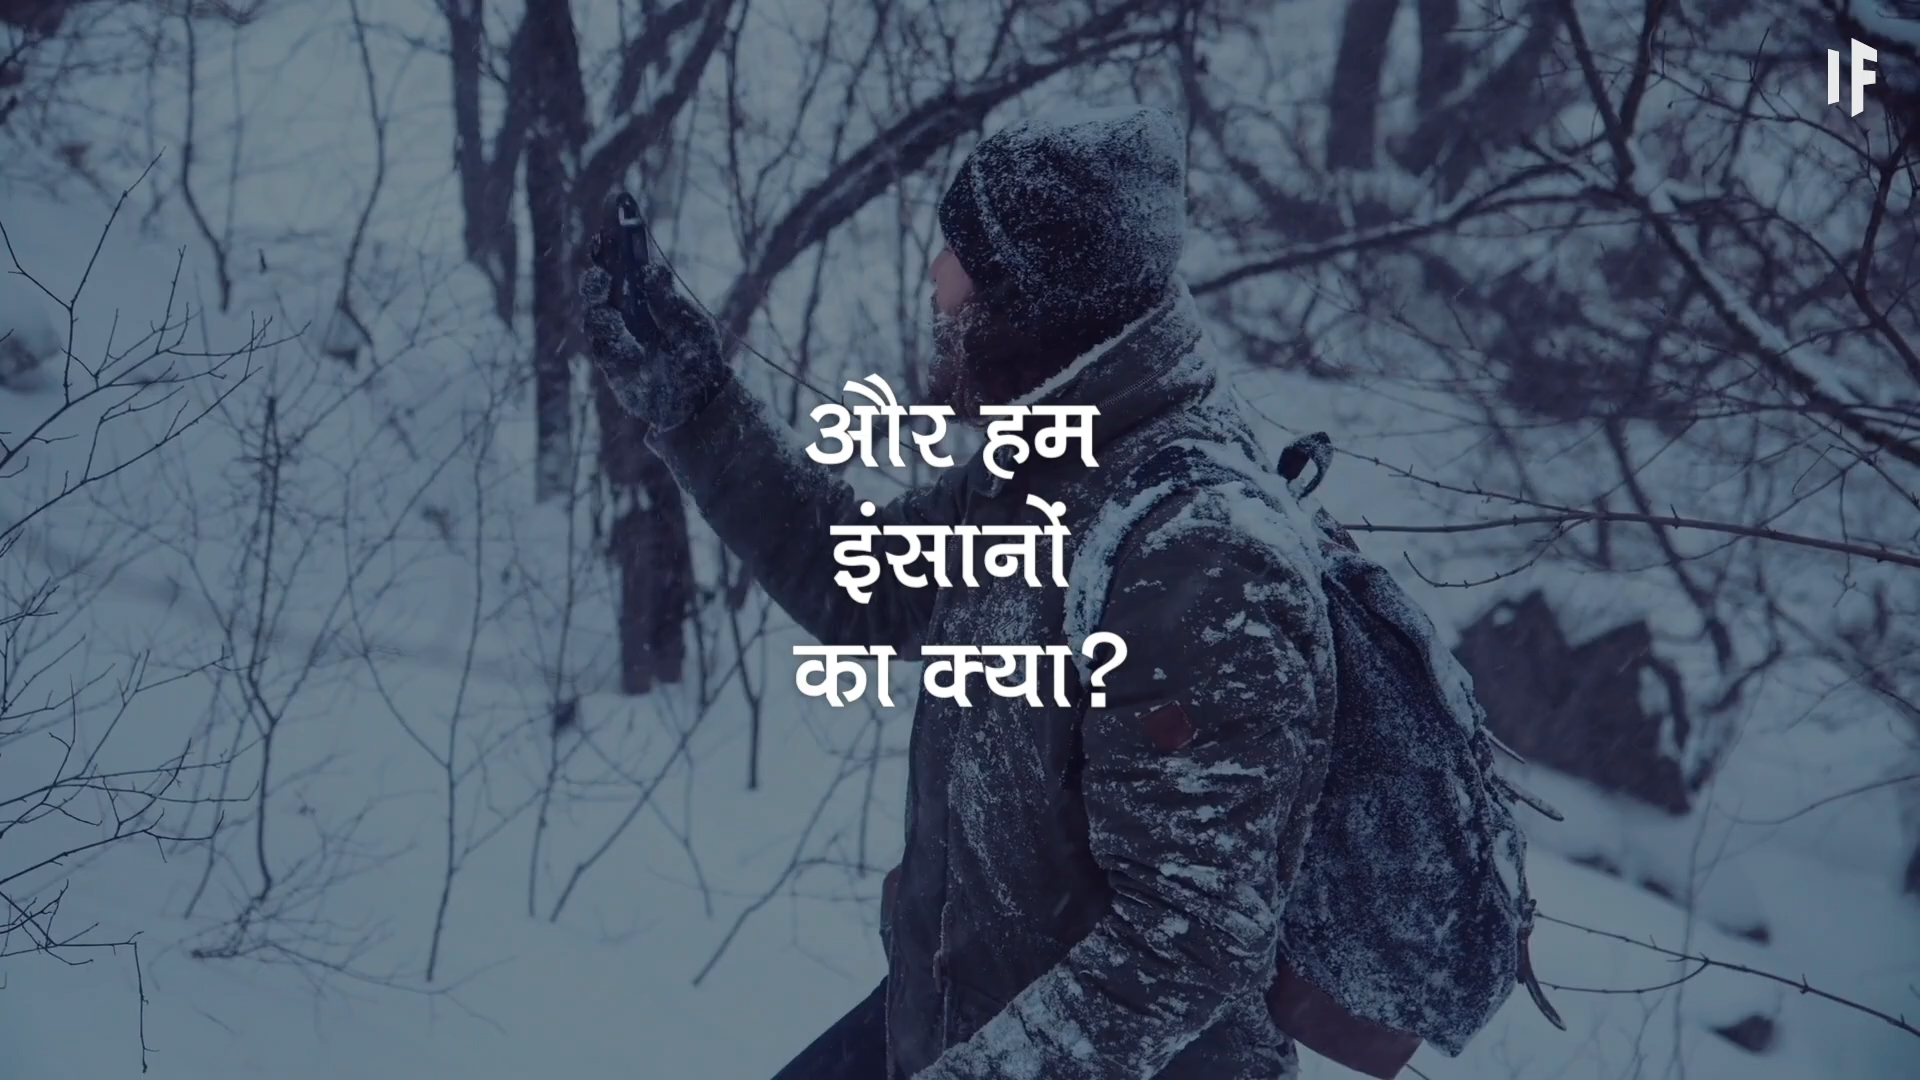 IF
और हम
इंसानों
का क्या?